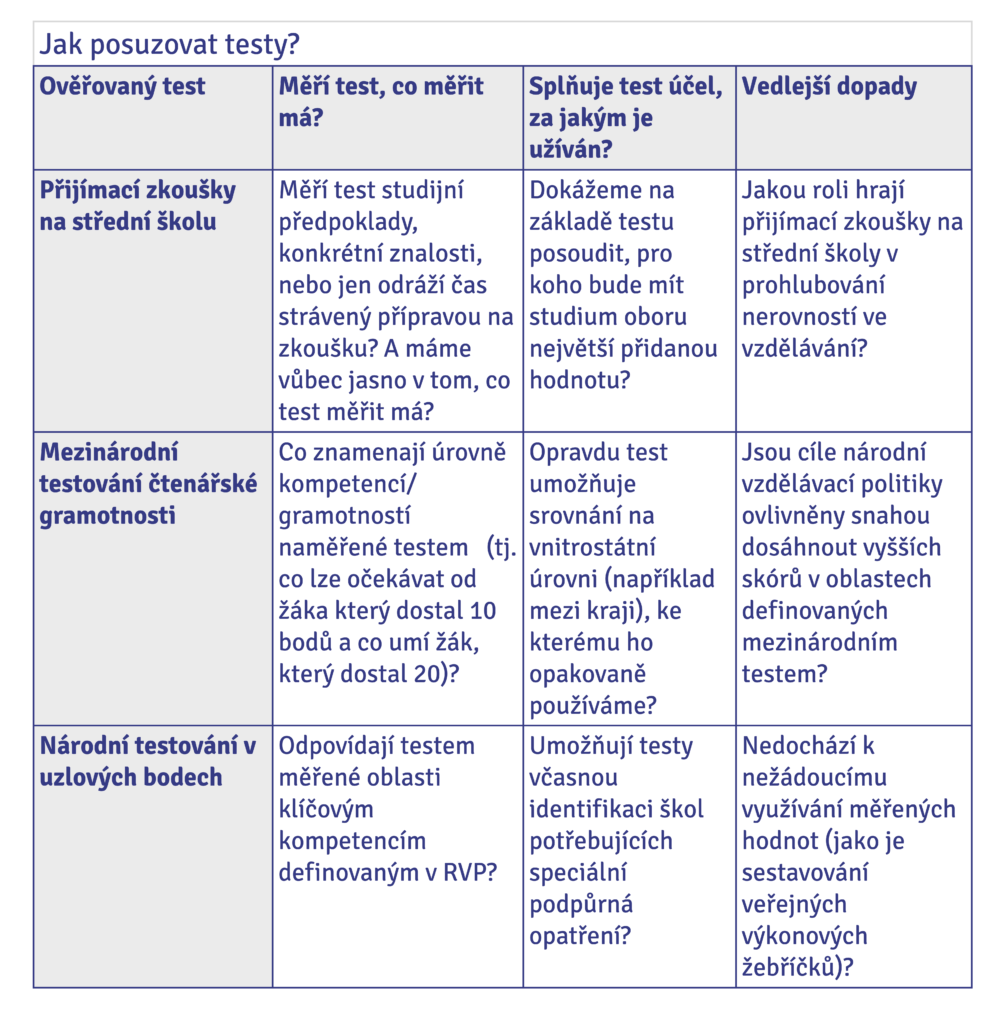 Jak posuzovat testy?
Ověřovaný test
Měří test, co měřit
má?
Splňuje test účel,
za jakým je
užíván?
Vedlejší dopady
Přijímací zkoušky
na střední školu
Měří test studijní
předpoklady,
konkrétní znalosti,
nebo jen odráží čas
strávený přípravou na
zkoušku? A máme
vůbec jasno v tom, co
test měřit má?
Dokážeme na
základě testu
posoudit, pro
koho bude mít
studium oboru
největší přidanou
hodnotu?
Jakou roli hrají
přijímací zkoušky na
střední školy v
prohlubování
nerovností ve
vzdělávání?
Mezinárodní
testování čtenářské
gramotnosti
Co znamenají úrovně
kompetencí/
gramotností
naměřené testem (tj.
co lze očekávat od
žáka který dostal 10
bodů a co umí žák,
který dostal 20)?
Opravdu test
umožňuje
srovnání na
vnitrostátní
úrovni (například
mezi kraji), ke
kterému ho
opakovaně
používáme?
Jsou cíle národní
vzdělávací politiky
ovlivněny snahou
dosáhnout vyšších
skórů v oblastech
definovaných
mezinárodním
testem?
Národní testování v
uzlových bodech
Odpovídají testem
měřené oblasti
klíčovým
kompetencím
definovaným v RVP?
Umožňují testy
včasnou
identifikaci škol
potřebujících
speciální
podpůrná
opatření?
Nedochází k
nežádoucímu
využívání měřených
hodnot (jako je
sestavování
veřejných
výkonových
žebříčků)?